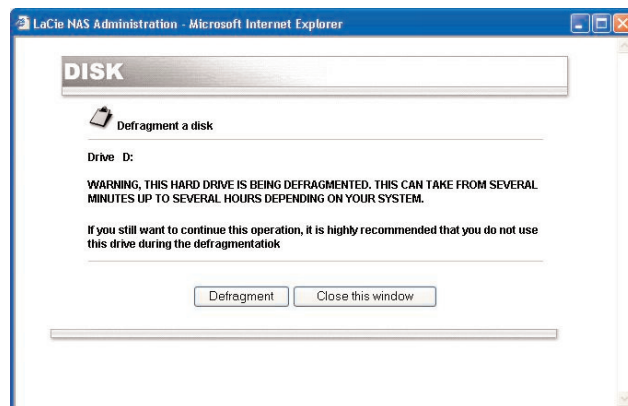 LaCie NAS Administration - Microsoft Internet Explorer
DISK
Defragment a disk
Drive D:
WARNING, THIS HARD DRIVE IS BEING DEFRAGMENTED. THIS CAN TAKE FROM SEVERAL
MINUTES UP TO SEVERAL HOURS DEPENDING ON YOUR SYSTEM.
If you still want to continue this operation, it is highly recommended that you do not use
this drive during the defragmentatiok
Defragment Close this window